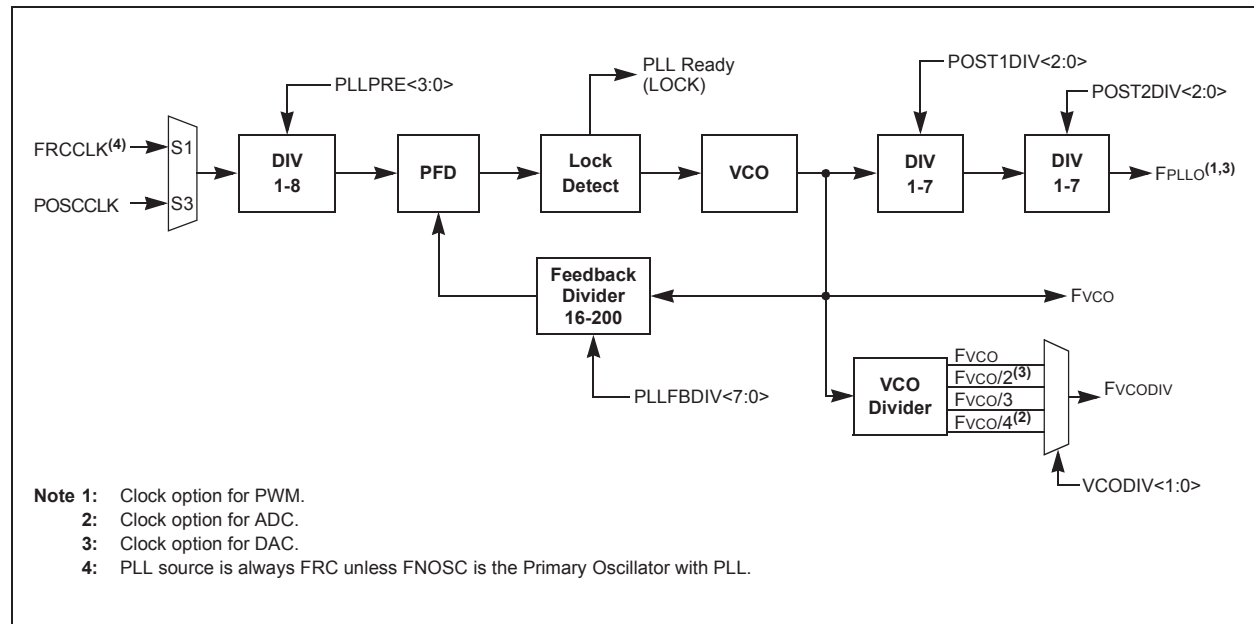 PLL Ready
(LOCK)
POST1DIV<2:0>
PLLPRE<3:0>
POST2DIV<2:0>
FRCCLK(4)
S1
POSCCLK
S3
DIV
1-8
PFD
Lock
Detect
VCO
DIV
1-7
DIV
1-7
FPLLO(1,3)
Feedback
Divider
16-200
FVCO
PLLFBDIV<7:0>
VCO
Divider
FVCO
FVCO/2(3)
FVCO/3
FVCO/4(2)
FVCODIV
VCODIV<1:0>
Note 1: Clock option for PWM.
2: Clock option for ADC.
3: Clock option for DAC.
4: PLL source is always FRC unless FNOSC is the Primary Oscillator with PLL.